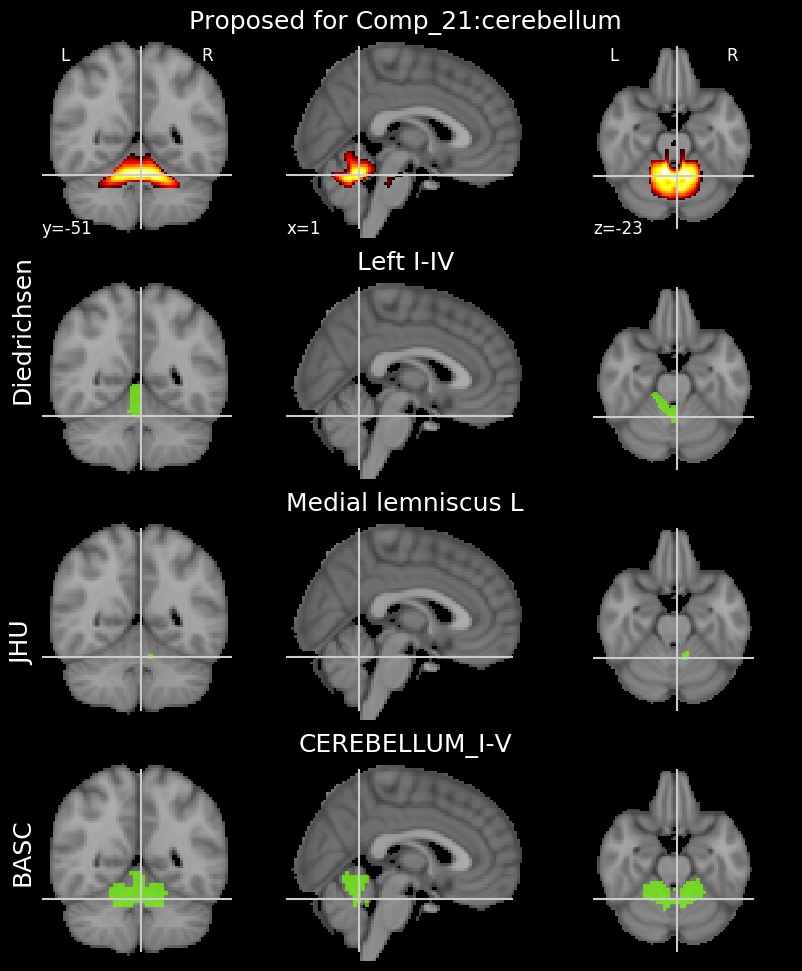 Proposed for Comp_21:cerebellum
L R L R
y=-51 x=1 z=-23
Left I-IV
Diedrichsen
Medial lemniscus L
JHU
CEREBELLUM_I-V
BASC